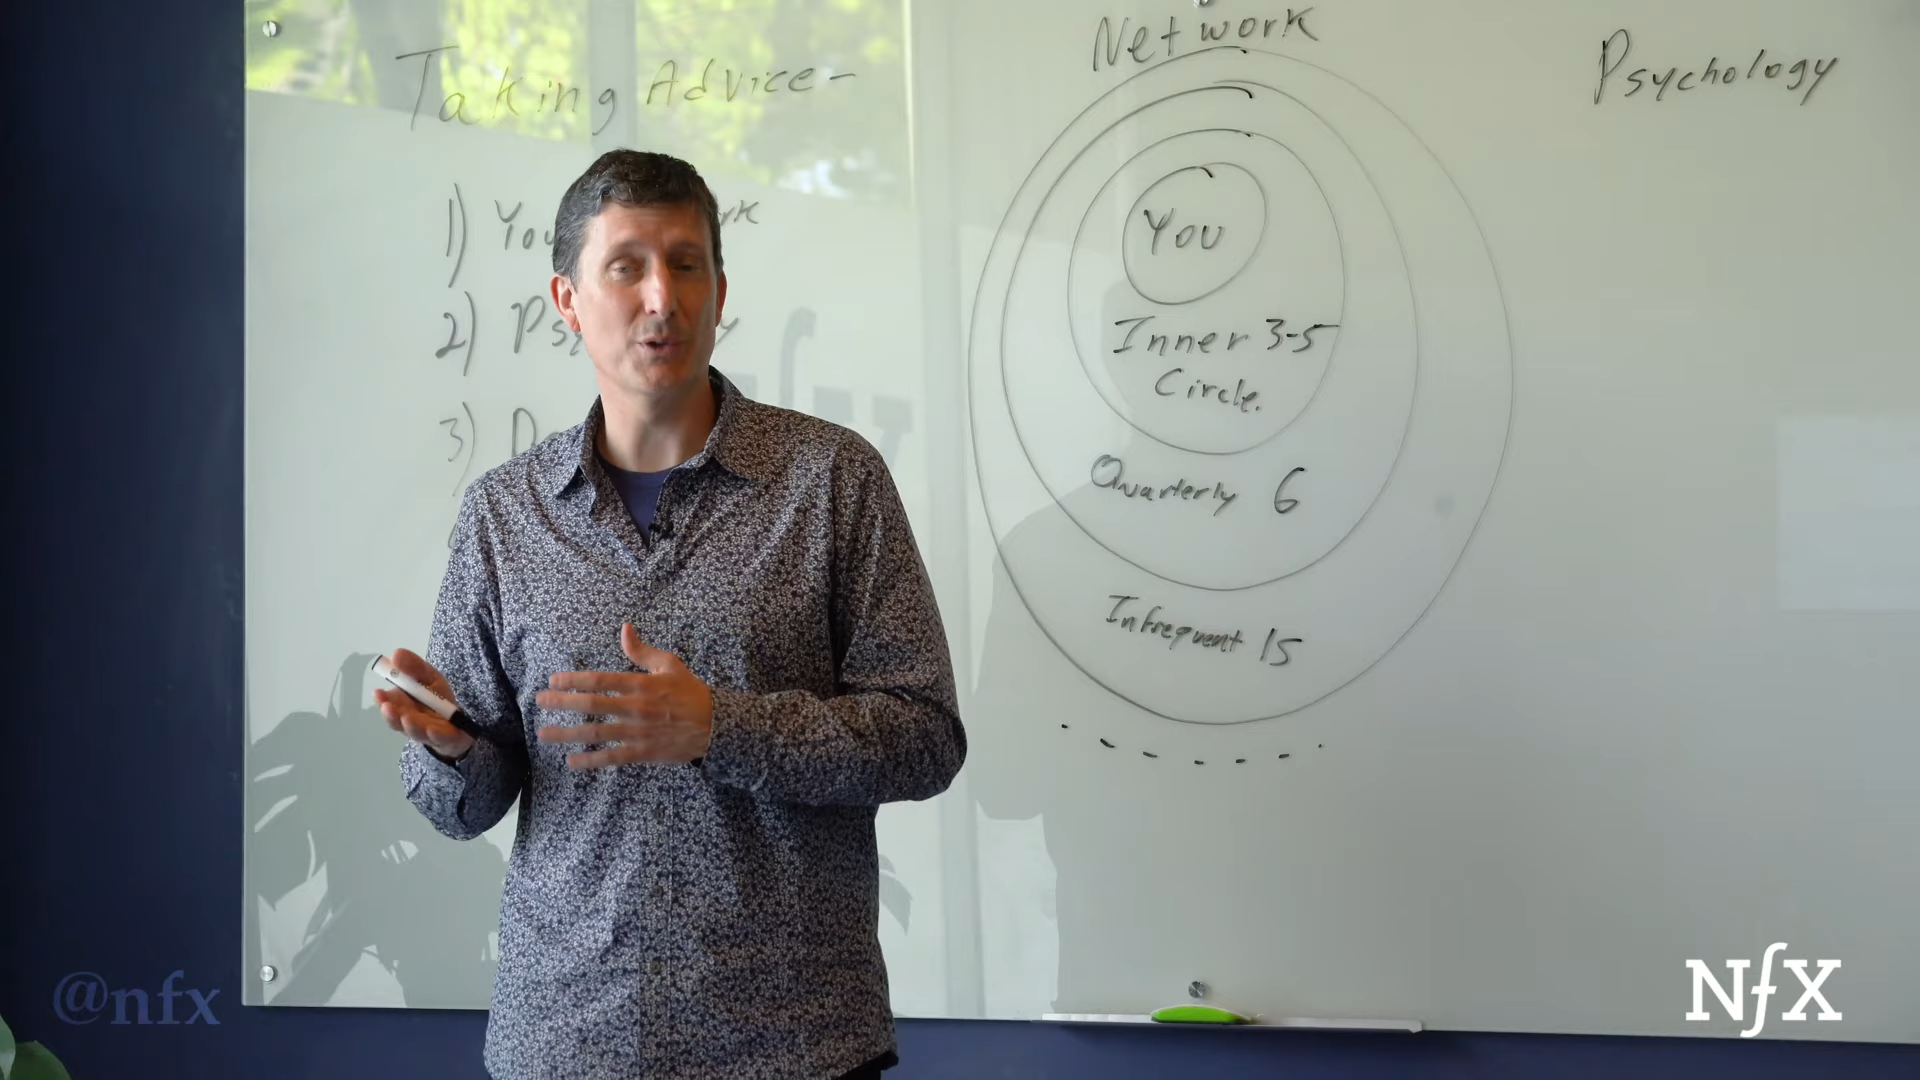 Taking Advice -
1) You
2) Psy
3)
Network
You
Inner 3-5
Circle.
Quarterly 6
Infrequent 15
Psychology
@nfx
NfX